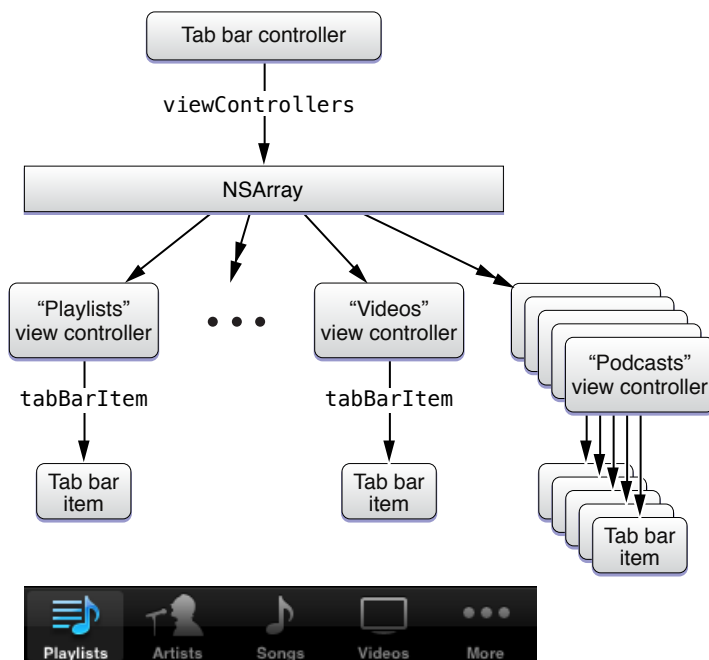 Tab bar controller
viewControllers
NSArray
“Playlists”
view controller
“Videos”
view controller
“Podcasts”
view controller
tabBarItem
tabBarItem
Tab bar
item
Tab bar
item
Tab bar
item
Playlists
Artists
Songs
Videos
More